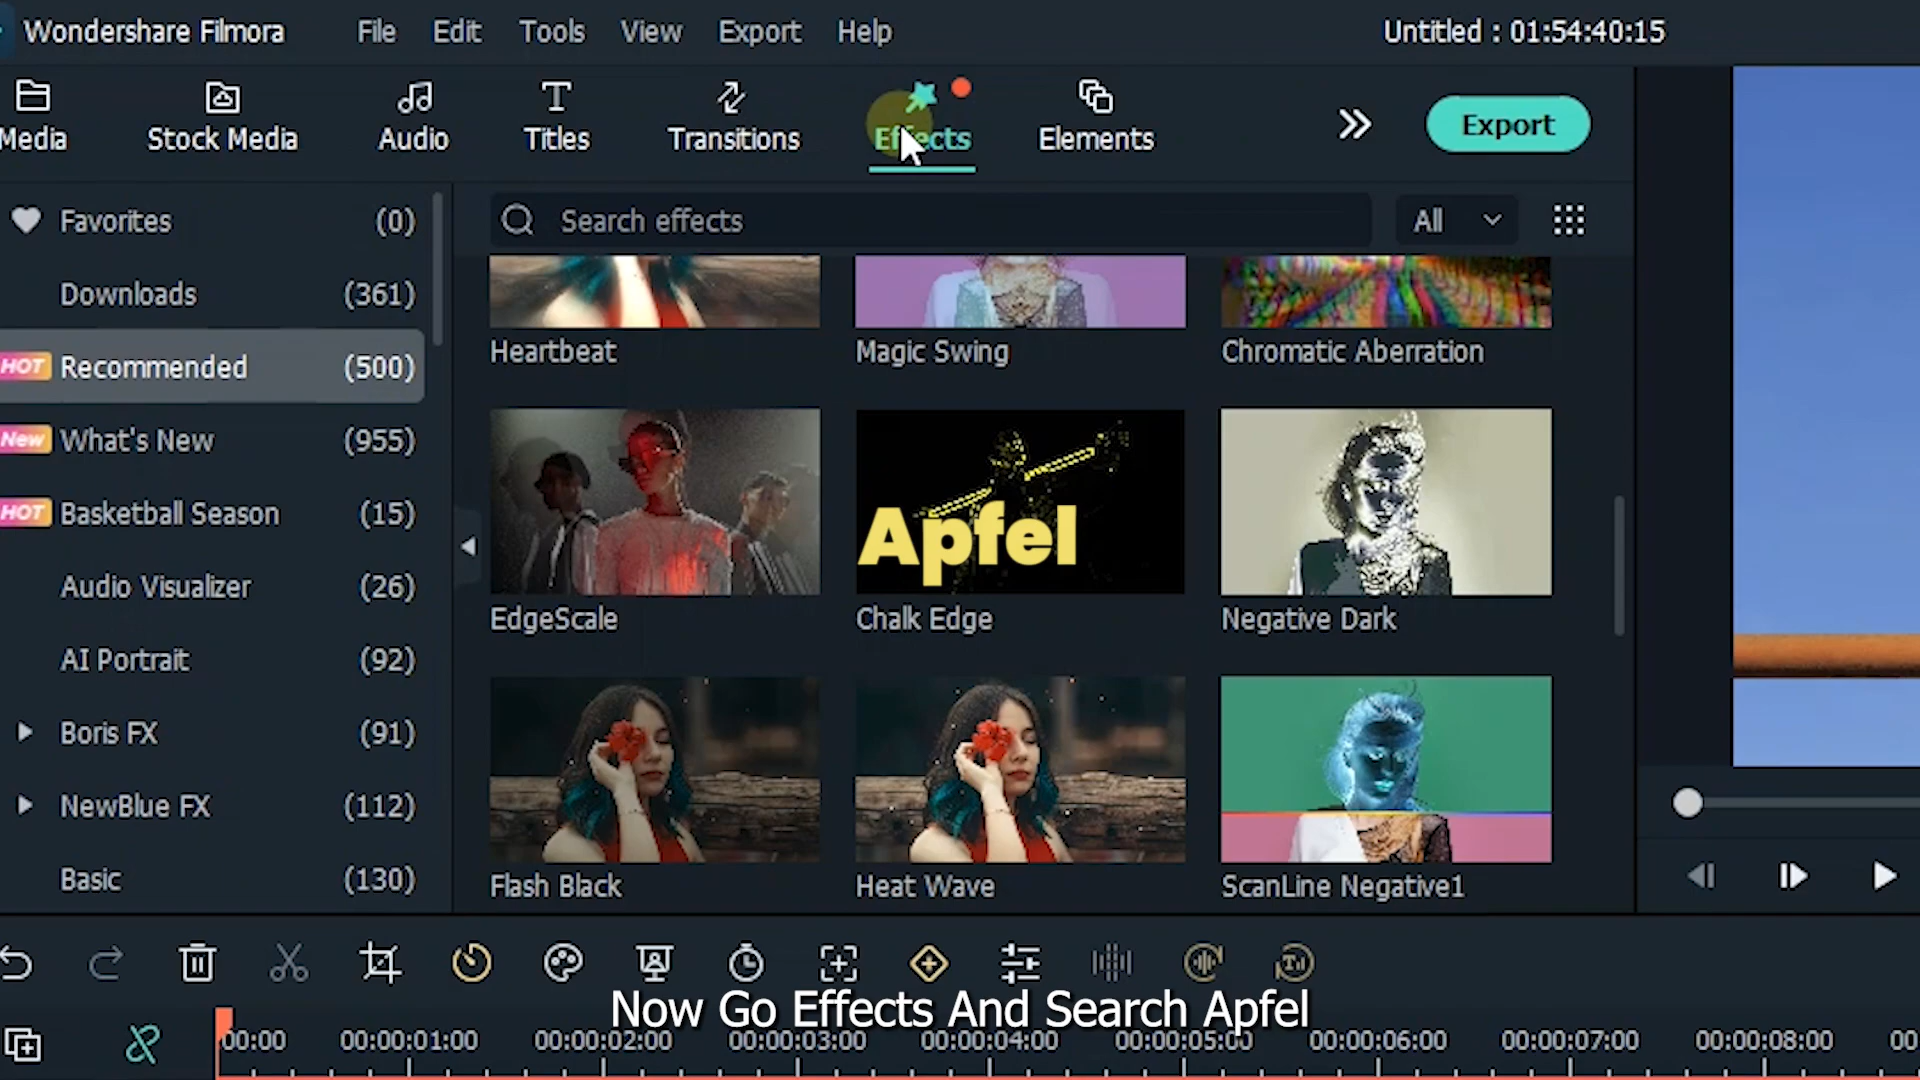 Wondershare Filmora File Edit Tools View Export Help Untitled : 01:54:40:15
Media Stock Media Audio Titles Transitions Effects Elements Export
Favorites (0)
Downloads (361)
HOT Recommended (500)
New What's New (955)
HOT Basketball Season (15)
Audio Visualizer (26)
AI Portrait (92)
Boris FX (91)
NewBlue FX (112)
Basic (130)
Search effects All
Heartbeat Magic Swing Chromatic Aberration
Apfel
EdgeScale Chalk Edge Negative Dark
Flash Black Heat Wave ScanLine Negative1
Now Go Effects And Search Apfel
00:00 00:00:01:00 00:00:02:00 00:00:03:00 00:00:04:00 00:00:05:00 00:00:06:00 00:00:07:00 00:00:08:00 00